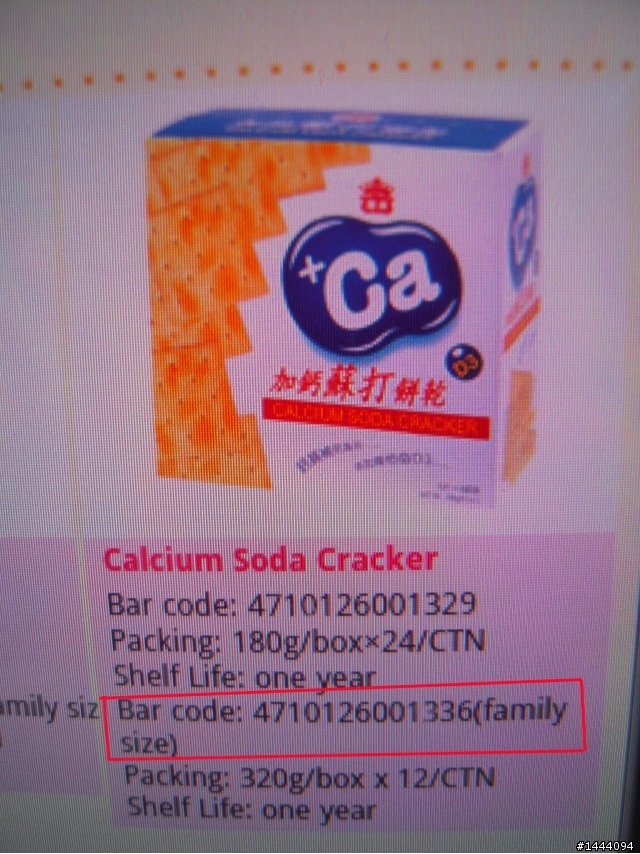 +Ca
D3
加鈣蘇打餅乾
CALCIUM SODA CRACKER
Calcium Soda Cracker
Bar code: 4710126001329
Packing: 180g/box×24/CTN
Shelf Life: one year
amily siz
Bar code: 4710126001336(family
size)
Packing: 320g/box x 12/CTN
Shelf Life: one year
#1444094